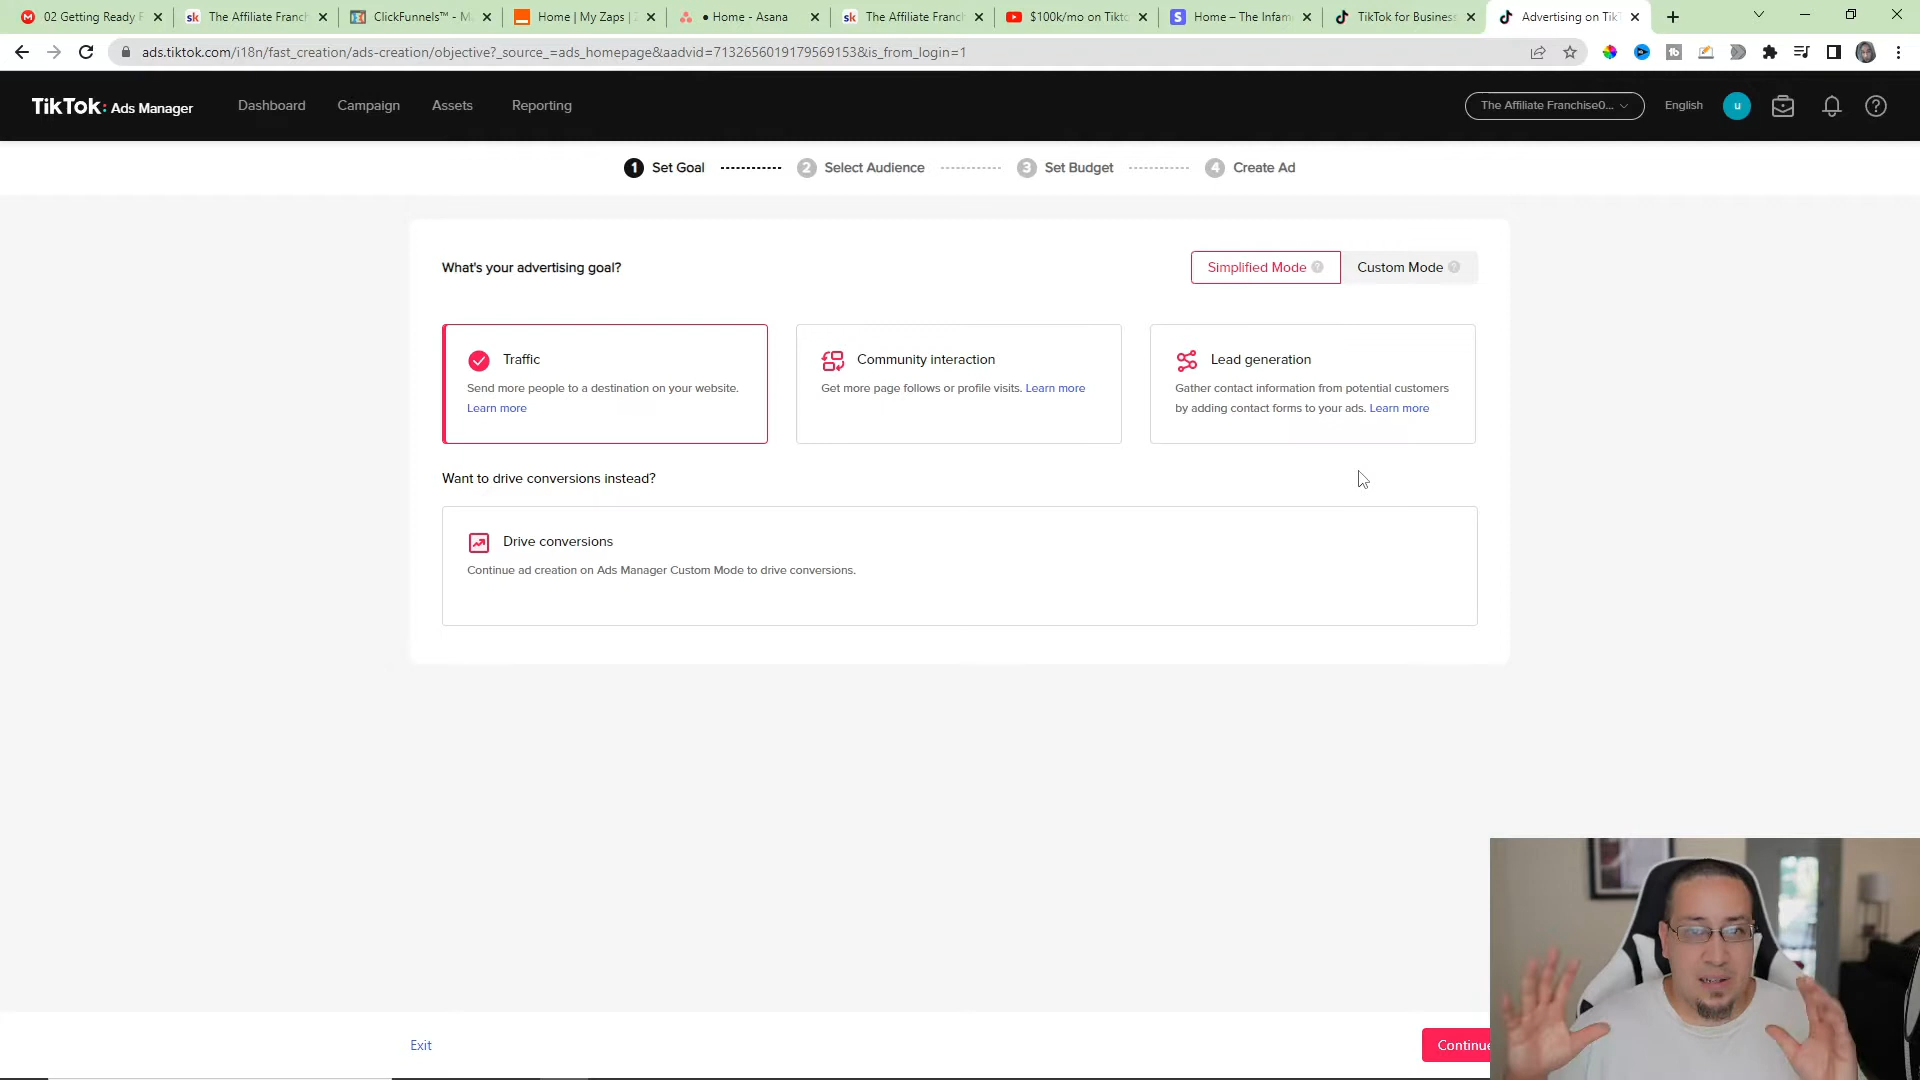 02 Getting Ready F
The Affiliate Franch
ClickFunnels™ - M
Home | My Zaps |
• Home - Asana
The Affiliate Franch
$100k/mo on Tikto
Home – The Infam
TikTok for Business
Advertising on TikT
ads.tiktok.com/i18n/fast_creation/ads-creation/objective?_source_=ads_homepage&aadvid=7132656019179569153&is_from_login=1
TikTok: Ads Manager
Dashboard
Campaign
Assets
Reporting
The Affiliate Franchise0...
English
u
1 Set Goal
2 Select Audience
3 Set Budget
4 Create Ad
What's your advertising goal?
Simplified Mode
Custom Mode
Traffic
Send more people to a destination on your website.
Learn more
Community interaction
Get more page follows or profile visits. Learn more
Lead generation
Gather contact information from potential customers
by adding contact forms to your ads. Learn more
Want to drive conversions instead?
Drive conversions
Continue ad creation on Ads Manager Custom Mode to drive conversions.
Exit
Continue